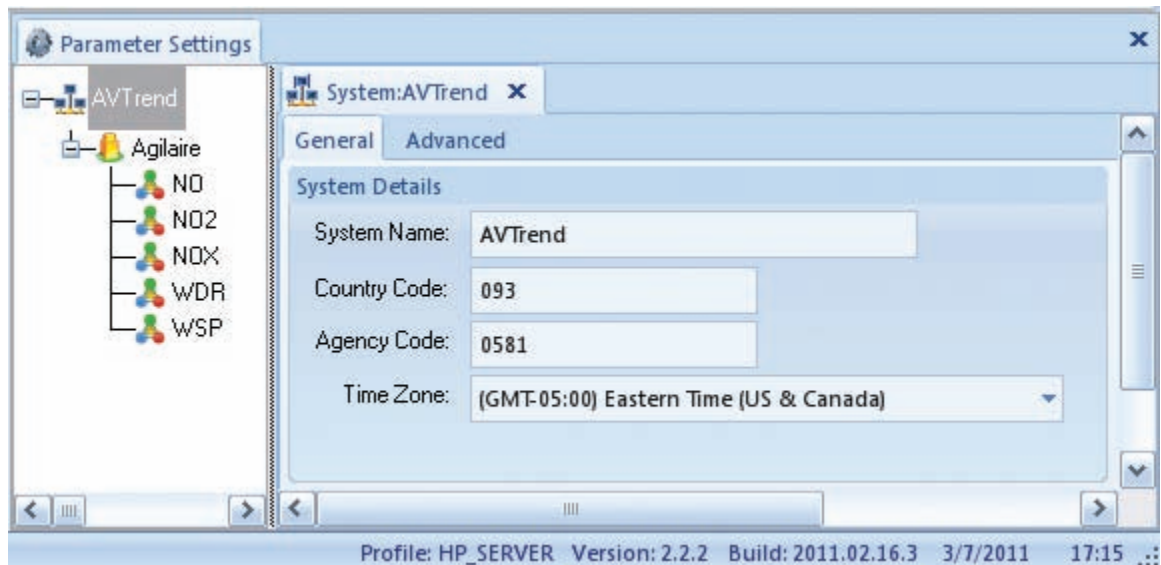 Parameter Settings
AVTrend
Agilaire
NO
NO2
NOX
WDR
WSP
System:AVTrend
General Advanced
System Details
System Name: AVTrend
Country Code: 093
Agency Code: 0581
Time Zone: (GMT-05:00) Eastern Time (US & Canada)
Profile: HP_SERVER Version: 2.2.2 Build: 2011.02.16.3 3/7/2011 17:15